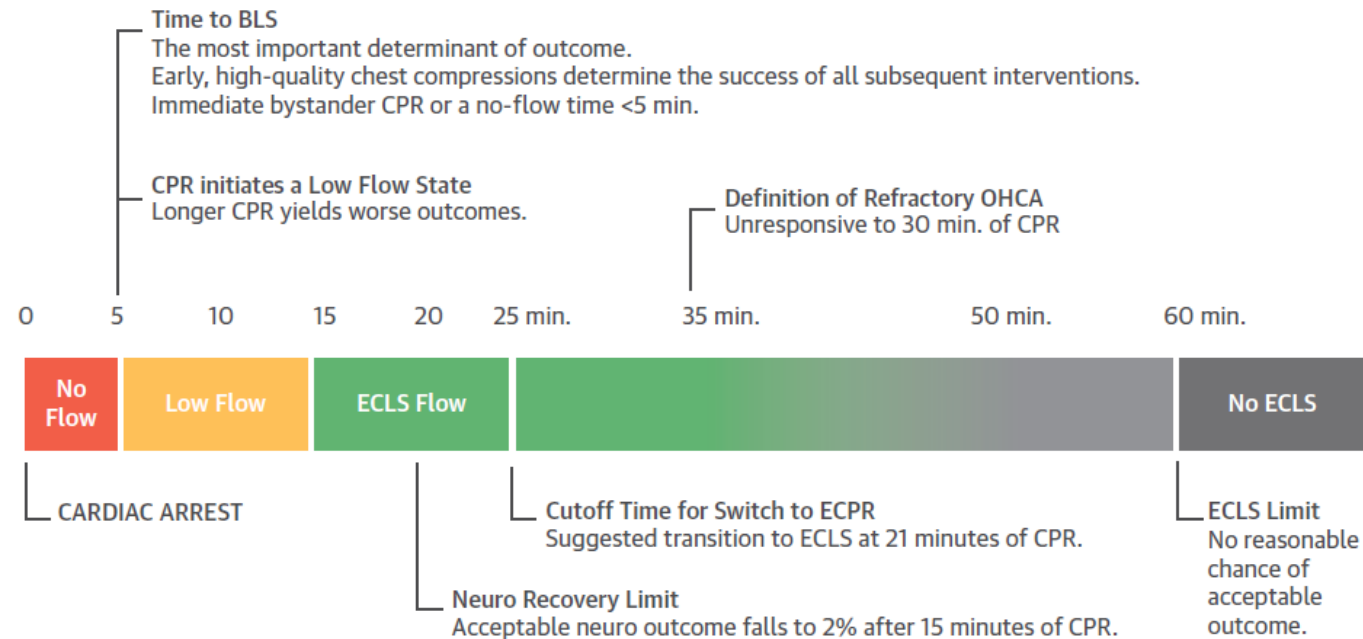 Time to BLS
The most important determinant of outcome.
Early, high-quality chest compressions determine the success of all subsequent interventions.
Immediate bystander CPR or a no-flow time <5 min.
CPR initiates a Low Flow State
Longer CPR yields worse outcomes.
Definition of Refractory OHCA
Unresponsive to 30 min. of CPR
0 5 10 15 20 25 min. 35 min. 50 min. 60 min.
No
Flow
Low Flow
ECLS Flow
No ECLS
CARDIAC ARREST
Cutoff Time for Switch to ECPR
Suggested transition to ECLS at 21 minutes of CPR.
Neuro Recovery Limit
Acceptable neuro outcome falls to 2% after 15 minutes of CPR.
ECLS Limit
No reasonable
chance of
acceptable
outcome.